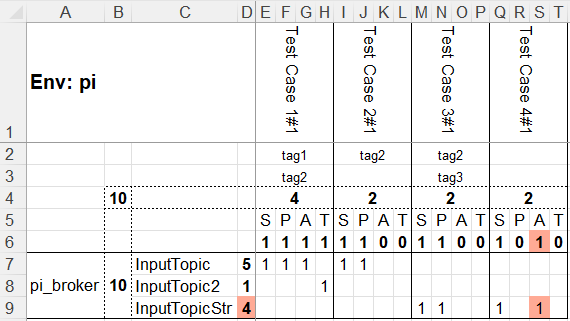 A B C D E F G H I J K L M N O P Q R S T
1 Env: pi Test Case 1#1 Test Case 2#1 Test Case 3#1 Test Case 4#1
2 tag1 tag2 tag2
3 tag2 tag3
4 10 4 2 2 2
5 S P A T S P A T S P A T S P A T
6 1 1 1 1 1 1 0 0 1 1 0 0 1 0 1 0
7 InputTopic 5 1 1 1 1 1
8 pi_broker 10 InputTopic2 1 1
9 InputTopicStr 4 1 1 1 1